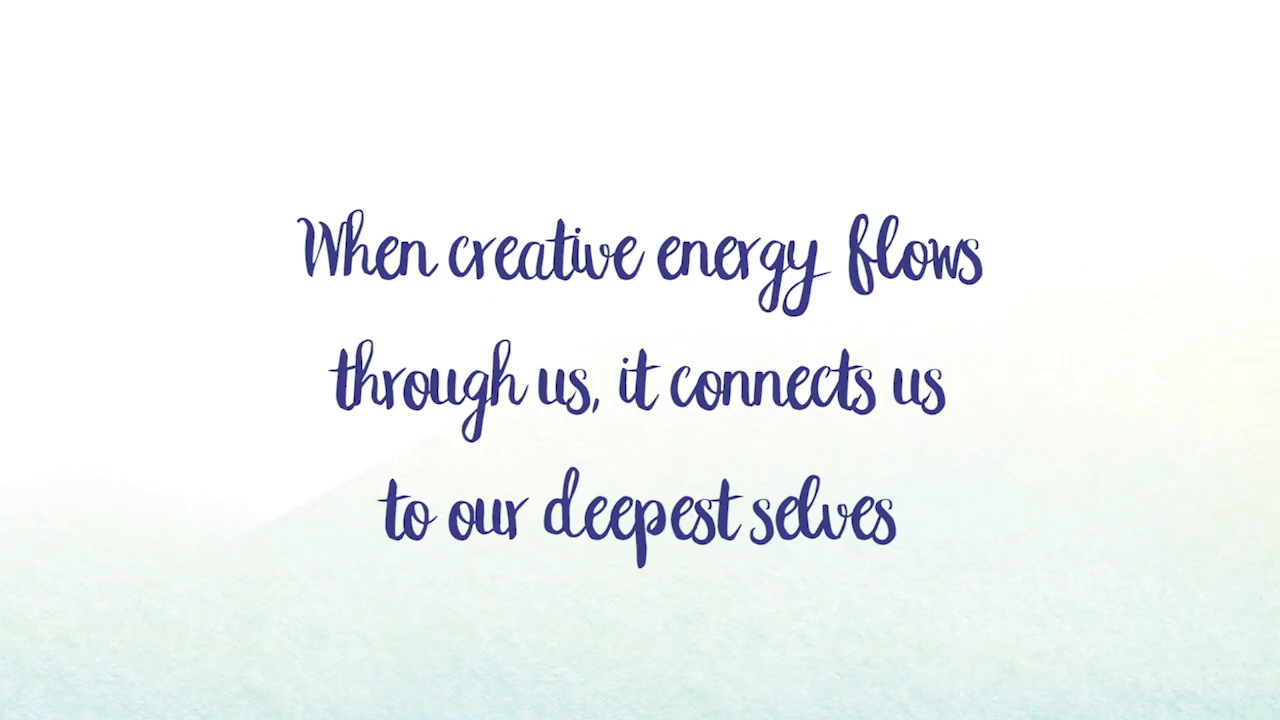 When creative energy flows
through us, it connects us
to our deepest selves